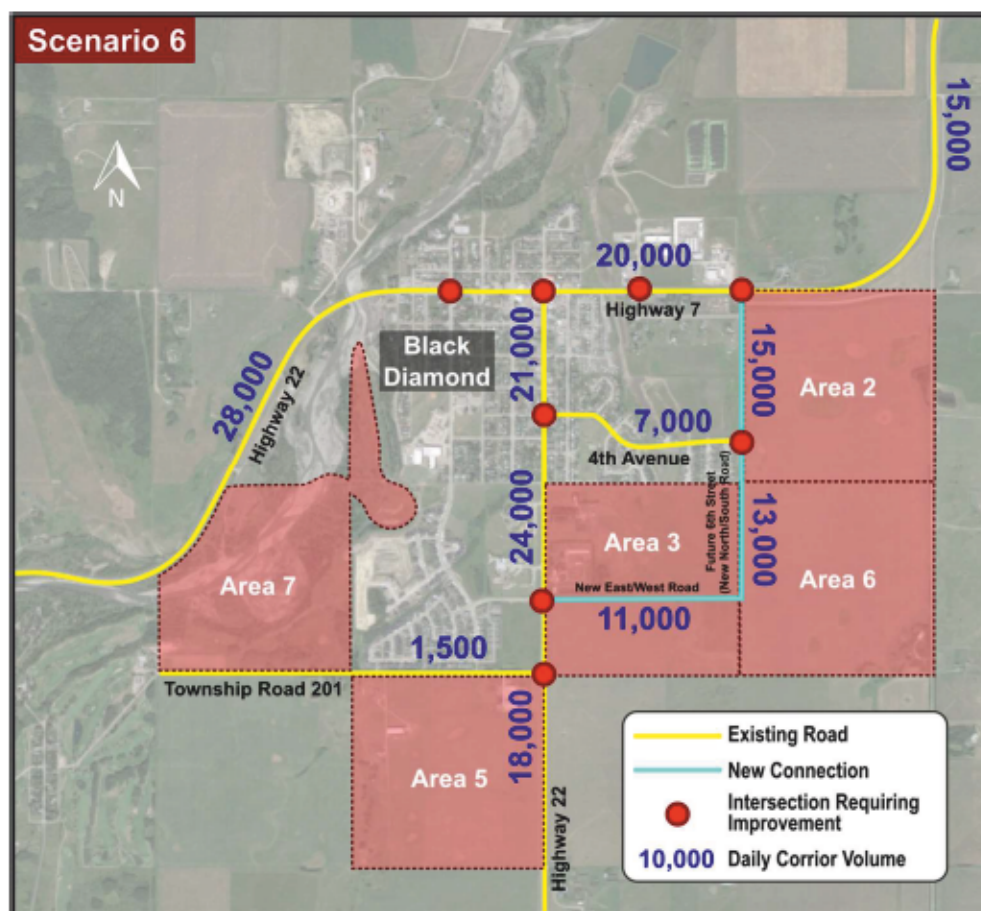 Scenario 6
15,000
N
20,000
Highway 7
Black
Diamond
21,000
28,000
Highway 22
15,000
Area 2
7,000
4th Avenue
24,000
Area 3
Future 6th Street
(New North/South Road)
13,000
Area 6
Area 7
New East/West Road
11,000
1,500
Township Road 201
18,000
Area 5
Highway 22
Existing Road
New Connection
Intersection Requiring
Improvement
10,000 Daily Corrior Volume